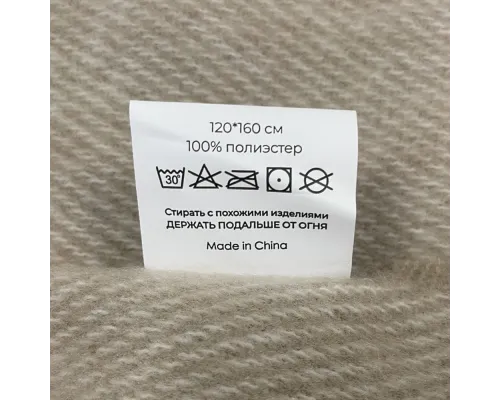 120*160 см
100% полиэстер
30°
Стирать с похожими изделиями
ДЕРЖАТЬ ПОДАЛЬШЕ ОТ ОГНЯ
Made in China